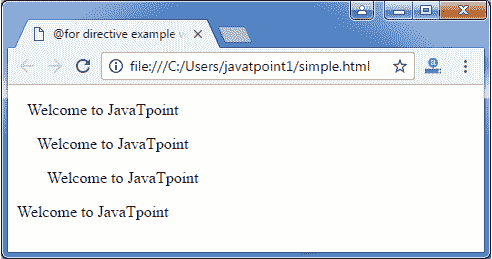 @for directive example w
file:///C:/Users/javatpoint1/simple.html
Welcome to JavaTpoint
Welcome to JavaTpoint
Welcome to JavaTpoint
Welcome to JavaTpoint